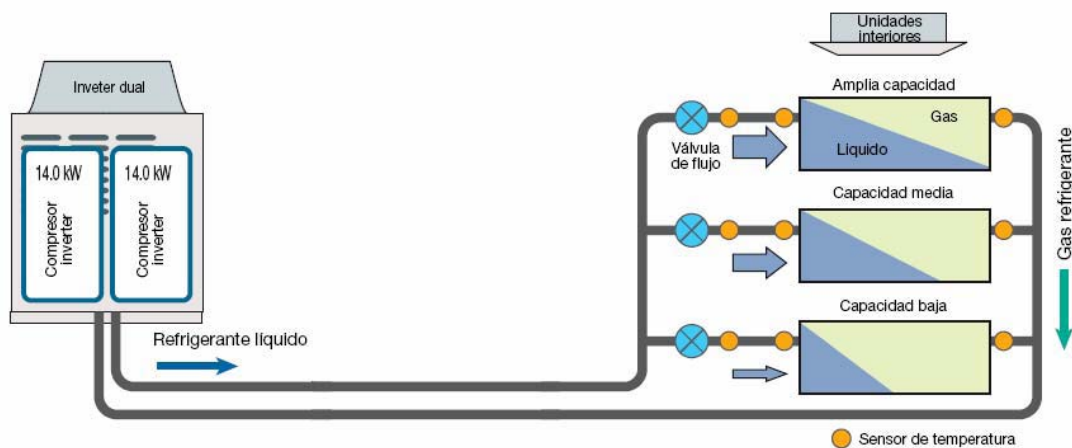 Unidades
interiores
Inveter dual
Amplia capacidad
Gas
Liquido
Válvula
de flujo
14.0 kW
Compresor
inverter
14.0 kW
Compresor
inverter
Capacidad media
Gas refrigerante
Capacidad baja
Refrigerante líquido
Sensor de temperatura